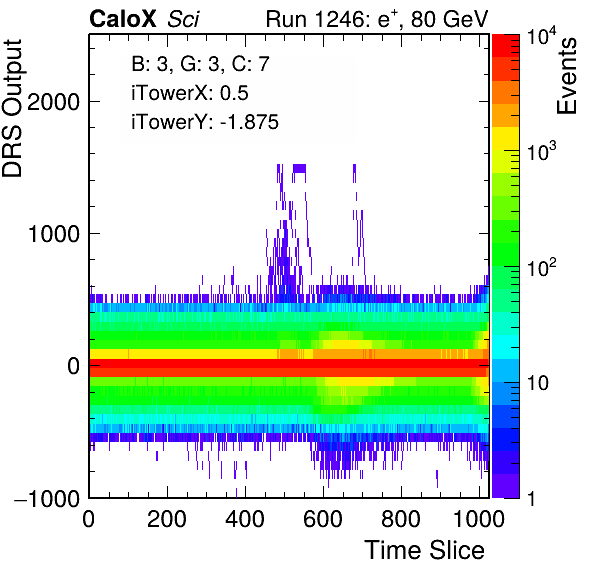 CaloX Sci Run 1246: e⁺, 80 GeV
B: 3, G: 3, C: 7
iTowerX: 0.5
iTowerY: -1.875
DRS Output
2000
1000
0
−1000
0 200 400 600 800 1000
Time Slice
10⁴
10³
10²
10
1
Events